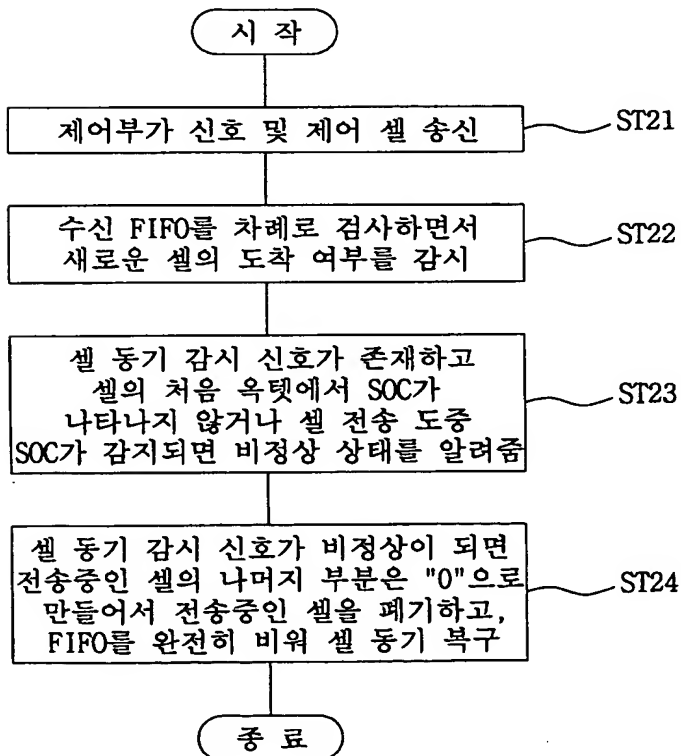 시 작
제어부가 신호 및 제어 셀 송신
ST21
수신 FIFO를 차례로 검사하면서
새로운 셀의 도착 여부를 감시
ST22
셀 동기 감시 신호가 존재하고
셀의 처음 옥텟에서 SOC가
나타나지 않거나 셀 전송 도중
SOC가 감지되면 비정상 상태를 알려줌
ST23
셀 동기 감시 신호가 비정상이 되면
전송중인 셀의 나머지 부분은 "0"으로
만들어서 전송중인 셀을 폐기하고,
FIFO를 완전히 비워 셀 동기 복구
ST24
종 료